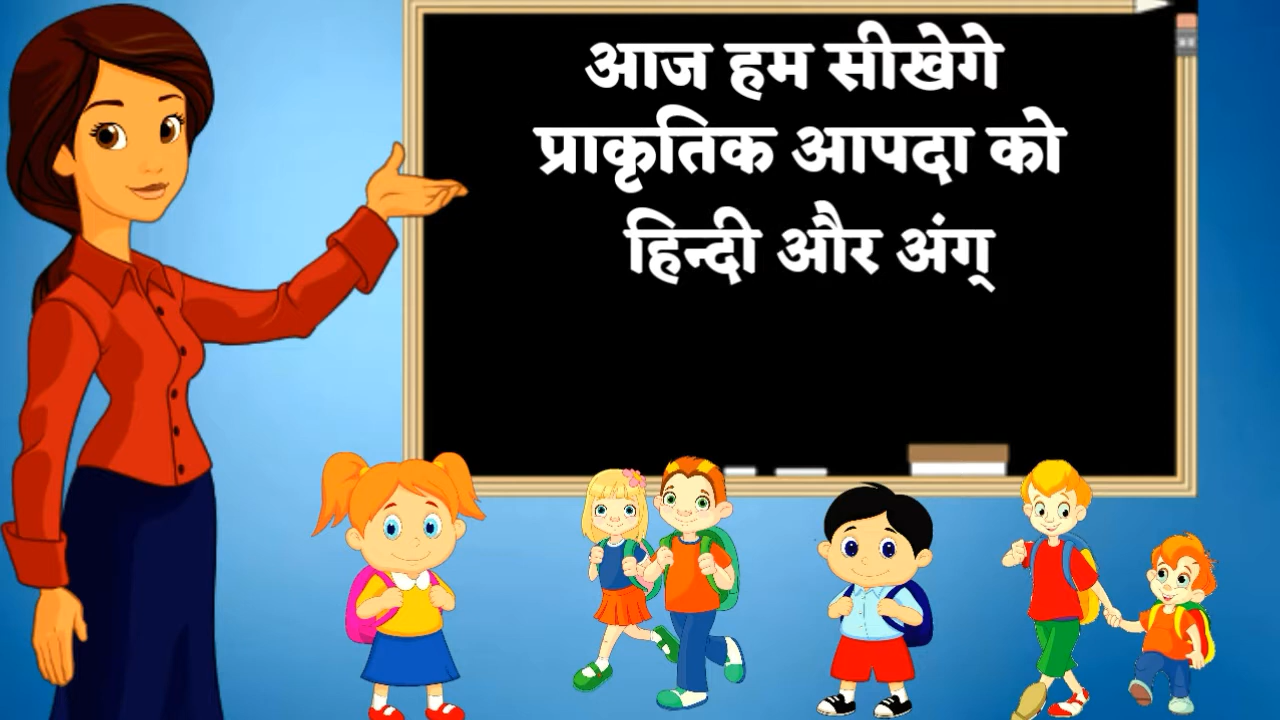 आज हम सीखेगे
प्राकृतिक आपदा को
हिन्दी और अंग्